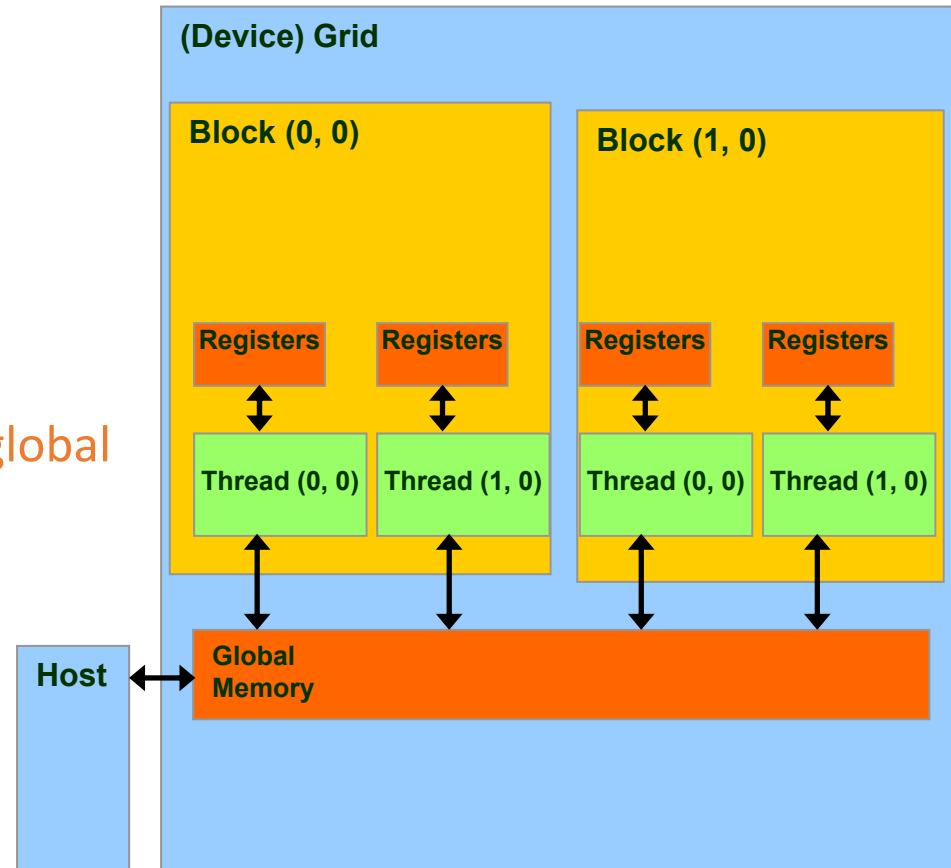 (Device) Grid
Block (0, 0)
Block (1, 0)
Registers
Registers
Registers
Registers
global
Thread (0, 0)
Thread (1, 0)
Thread (0, 0)
Thread (1, 0)
Host
Global
Memory